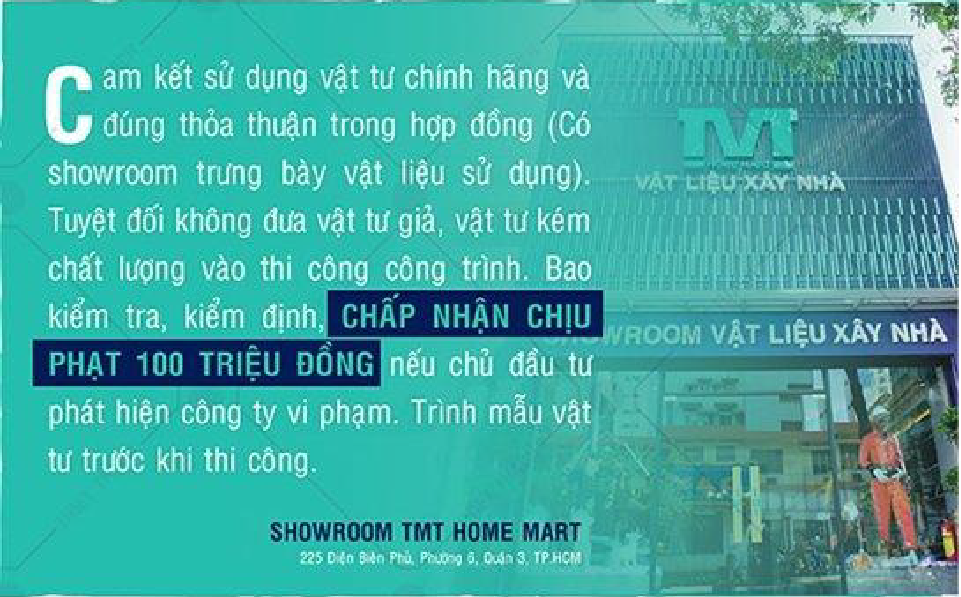 Cam kết sử dụng vật tư chính hãng và
đúng thỏa thuận trong hợp đồng (Có
showroom trưng bày vật liệu sử dụng).
Tuyệt đối không đưa vật tư giả, vật tư kém
chất lượng vào thi công công trình. Bao
kiểm tra, kiểm định, CHẤP NHẬN CHỊU
PHẠT 100 TRIỆU ĐỒNG nếu chủ đầu tư
phát hiện công ty vi phạm. Trình mẫu vật
tư trước khi thi công.
SHOWROOM TMT HOME MART
225 Điện Biên Phủ, Phường 6, Quận 3, TP.HCM
TMT
VẬT LIỆU XÂY NHÀ
SHOWROOM VẬT LIỆU XÂY NHÀ